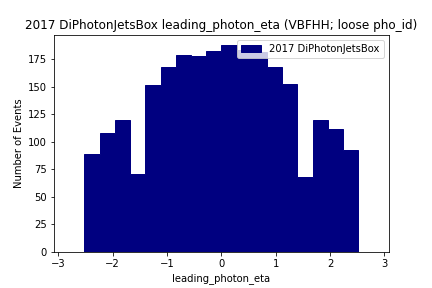 2017 DiPhotonJetsBox leading_photon_eta (VBFHH; loose pho_id)
2017 DiPhotonJetsBox
Number of Events
175
150
125
100
75
50
25
0
−3 −2 −1 0 1 2 3
leading_photon_eta